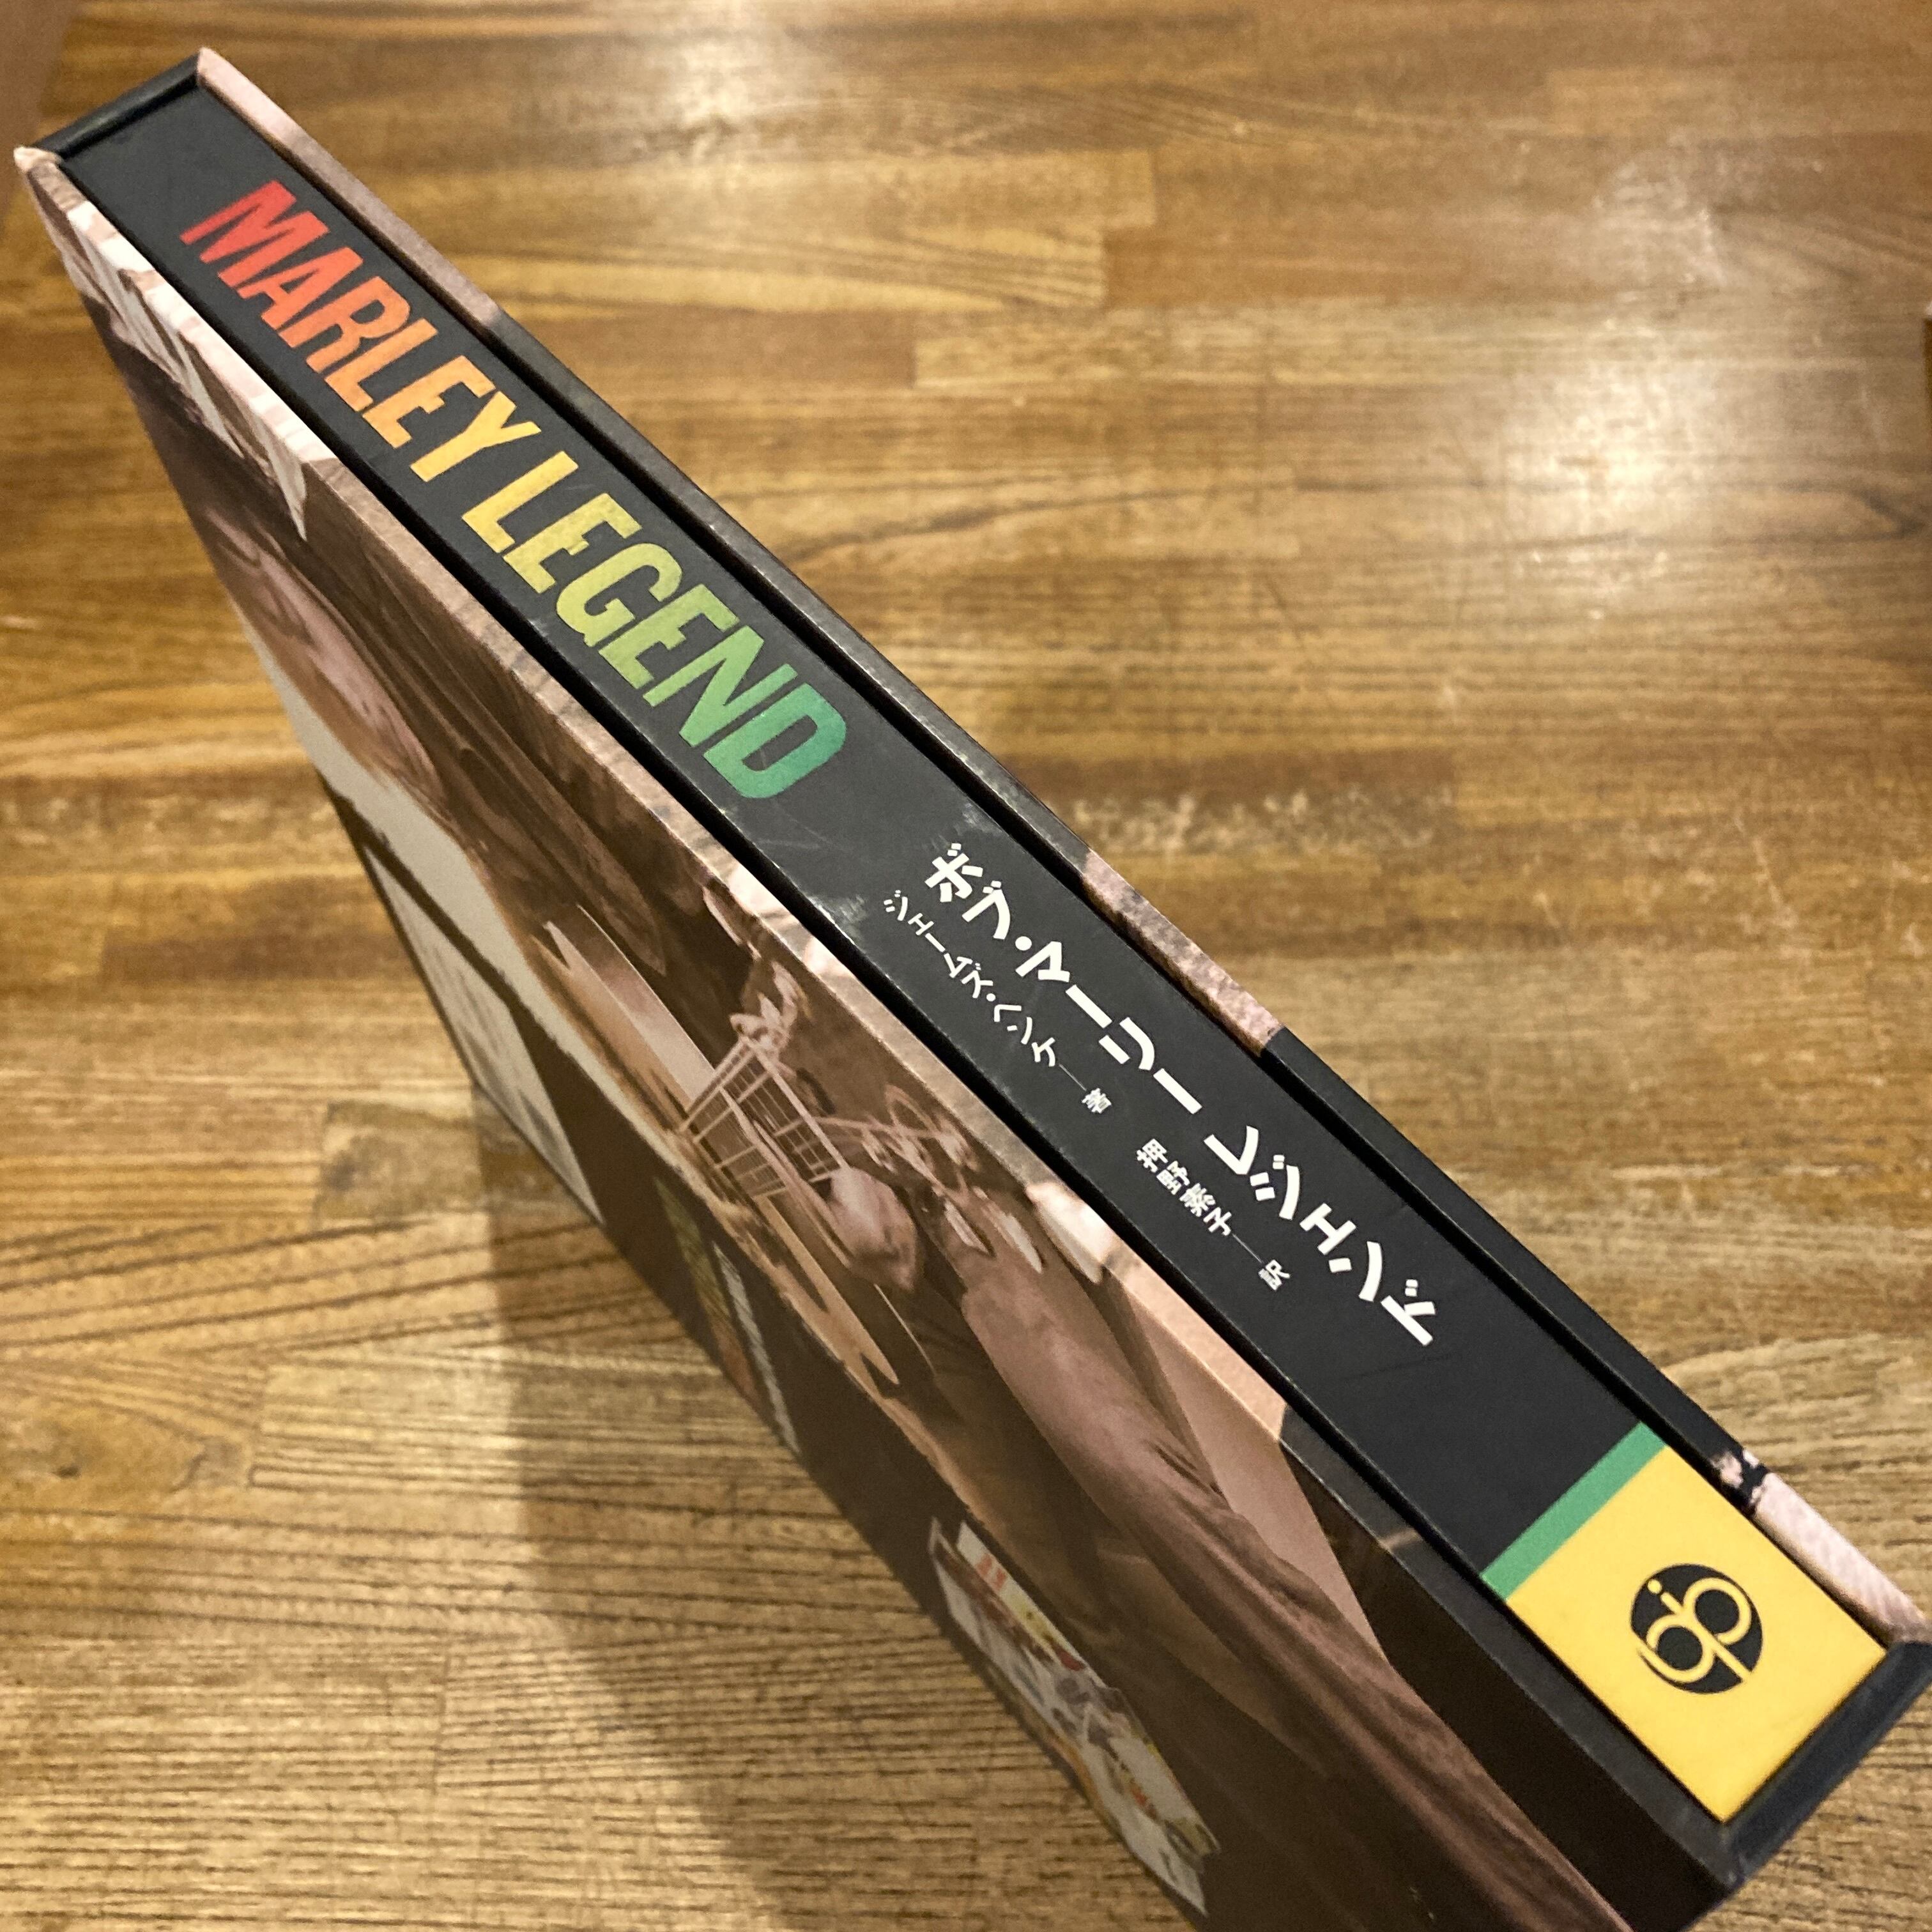 MARLEY LEGEND
ボブ・マーリー レジェンド
ジェームズ・ヘンケ──著 押野素子──訳